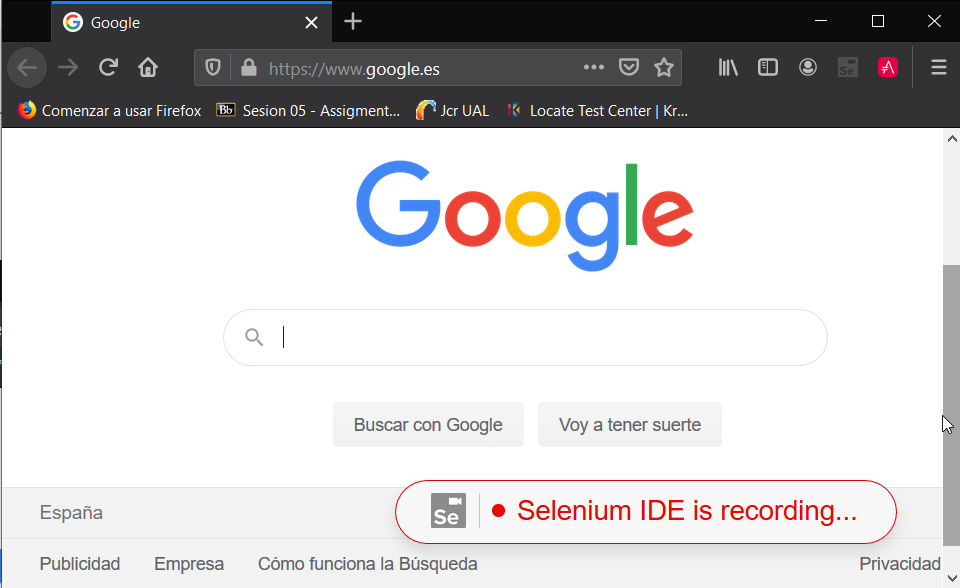 Google
https://www.google.es
Se
Comenzar a usar Firefox
Bb Sesion 05 - Assigment...
Jcr UAL
Locate Test Center | Kr...
Google
Buscar con Google
Voy a tener suerte
España
Se Selenium IDE is recording...
Publicidad
Empresa
Cómo funciona la Búsqueda
Privacidad